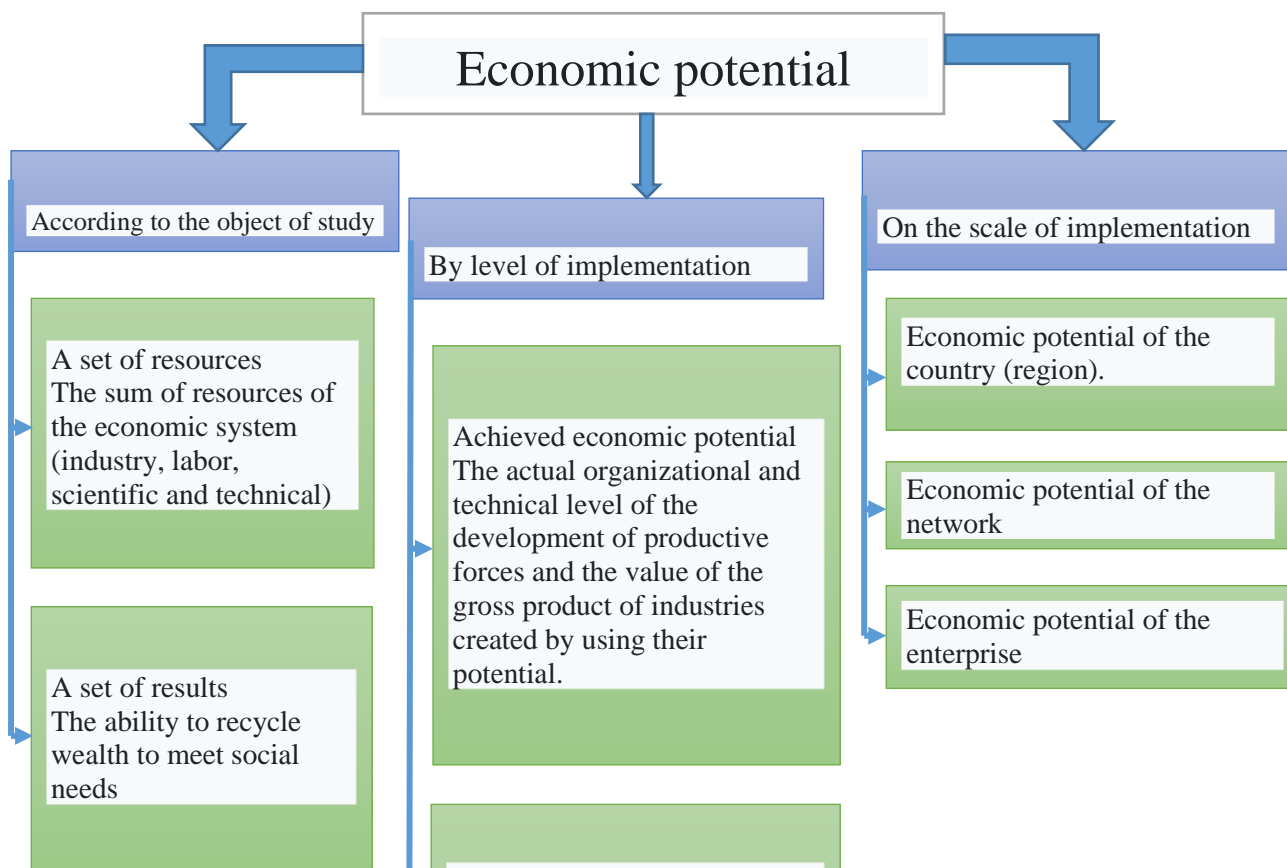 Economic potential
According to the object of study
A set of resources
The sum of resources of
the economic system
(industry, labor,
scientific and technical)
A set of results
The ability to recycle
wealth to meet social
needs
By level of implementation
Achieved economic potential
The actual organizational and
technical level of the
development of productive
forces and the value of the
gross product of industries
created by using their
potential.
On the scale of implementation
Economic potential of the
country (region).
Economic potential of the
network
Economic potential of the
enterprise